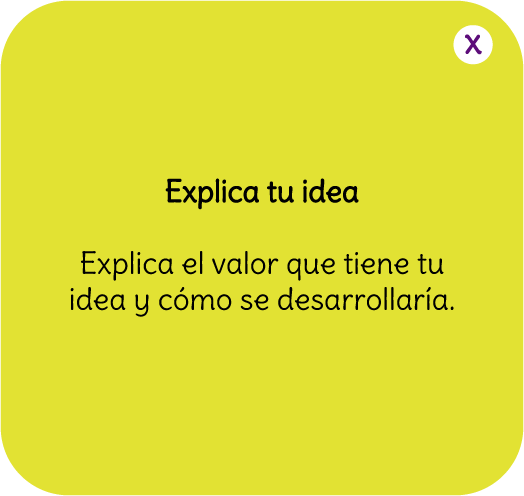 X
Explica tu idea
Explica el valor que tiene tu
idea y cómo se desarrollaría.